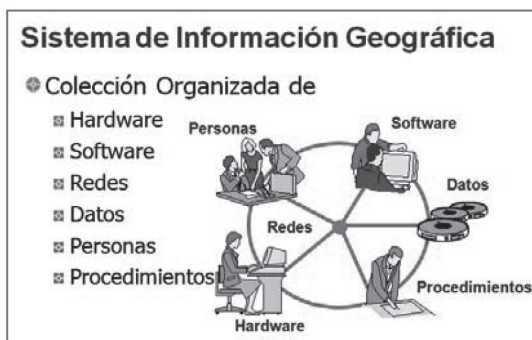 Sistema de Información Geográfica
Colección Organizada de
Hardware
Software
Redes
Datos
Personas
Procedimientos
Personas
Software
Datos
Redes
Procedimientos
Hardware